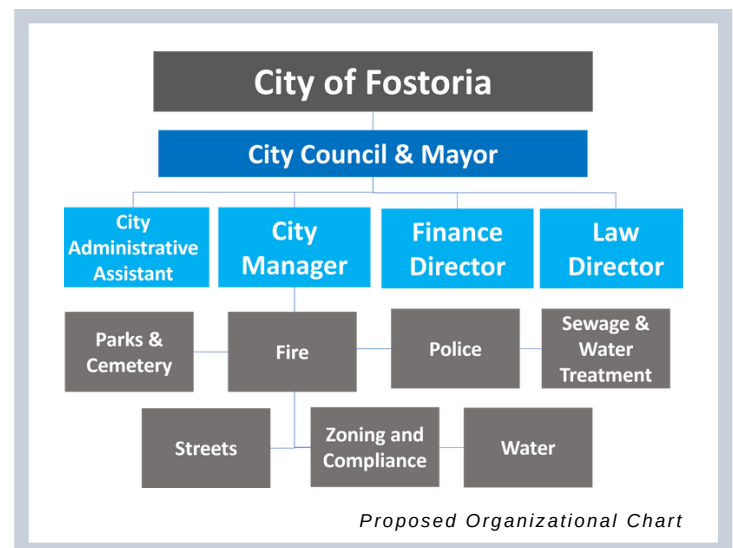 City of Fostoria
City Council & Mayor
City
Administrative
Assistant
City
Manager
Finance
Director
Law
Director
Parks &
Cemetery
Fire
Police
Sewage &
Water
Treatment
Streets
Zoning and
Compliance
Water
Proposed Organizational Chart